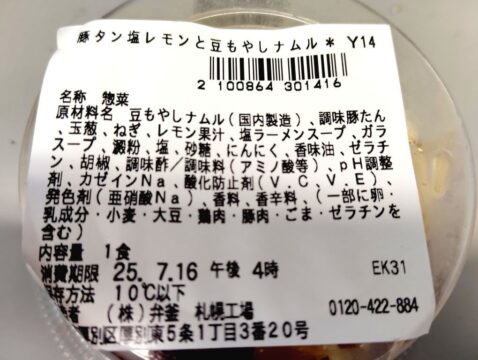 豚タン塩レモンと豆もやしナムル＊ Y14
2 100864 301416
名称 惣菜
原材料名 豆もやしナムル(国内製造)、調味豚たん
、玉葱、ねぎ、レモン果汁、塩ラーメンスープ、ガラ
スープ、澱粉、塩、砂糖、にんにく、香味油、ゼラチ
ン、胡椒、調味酢／調味料(アミノ酸等)、pH調整
剤、カゼインNa、酸化防止剤(V.C、V.E)、
発色剤(亜硝酸Na)、香料、香辛料、(一部に卵・
乳成分・小麦・大豆・鶏肉・豚肉・ごま・ゼラチンを
含む)
内容量 1食
消費期限 25. 7.16 午後 4時 EK31
保存方法 10℃以下
者 (株)弁釜 札幌工場 0120-422-884
別区厚別東5条1丁目3番20号